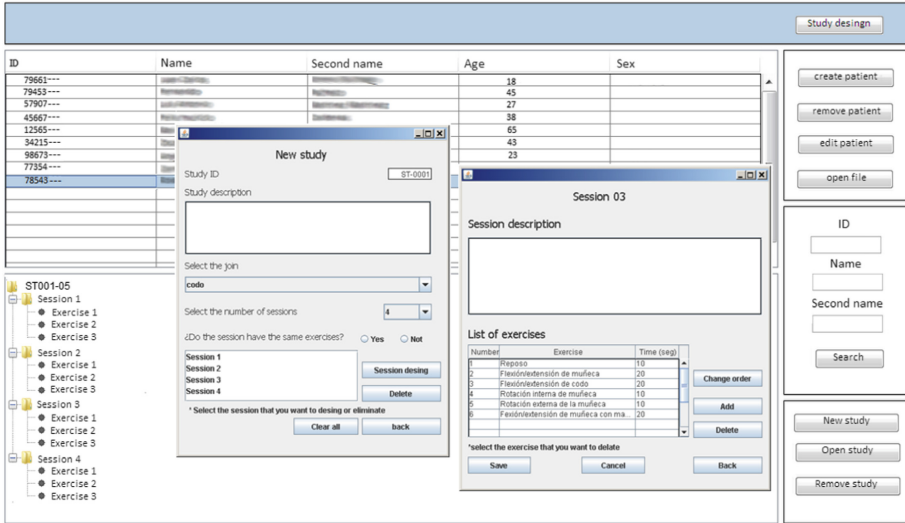 Study desingn
ID Name Second name Age Sex
79661--- 18
79453--- 45
57907--- 27
45667--- 38
12565--- 65
34215--- 43
98673--- 23
77354---
78543---
create patient
remove patient
edit patient
open file
ID
Name
Second name
Search
New study
Open study
Remove study
ST001-05
Session 1
Exercise 1
Exercise 2
Exercise 3
Session 2
Exercise 1
Exercise 2
Exercise 3
Session 3
Exercise 1
Exercise 2
Exercise 3
Session 4
Exercise 1
Exercise 2
Exercise 3
New study
Study ID ST-0001
Study description
Select the join
codo
Select the number of sessions 4
¿Do the session have the same exercises? Yes Not
Session 1
Session 2
Session 3
Session 4
Session desing
Delete
* Select the session that you want to desing or eliminate
Clear all back
Session 03
Session description
List of exercises
Number Exercise Time (seg)
1 Reposo 10
2 Flexión/extensión de muñeca 20
3 Flexión/extensión de codo 20
4 Rotación interna de muñeca 10
5 Rotación externa de la muñeca 10
6 Fexión/extensión de muñeca con ma... 20
Change order
Add
Delete
*select the exercise that you want to delate
Save Cancel Back